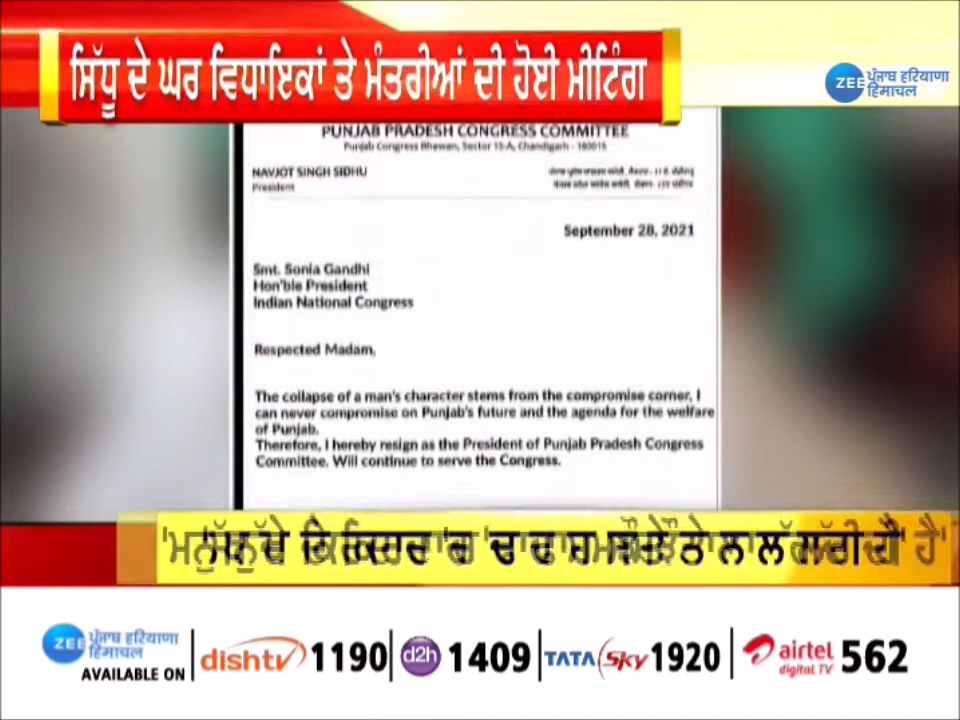 ਸਿੱਧੂ ਦੇ ਘਰ ਵਿਧਾਇਕਾਂ ਤੇ ਮੰਤਰੀਆਂ ਦੀ ਹੋਈ ਮੀਟਿੰਗ
ZEE ਪੰਜਾਬ ਹਰਿਆਣਾ ਹਿਮਾਚਲ
PUNJAB PRADESH CONGRESS COMMITTEE
Punjab Congress Bhawan, Sector 15-A, Chandigarh - 160015
NAVJOT SINGH SIDHU
President
September 28, 2021
Smt. Sonia Gandhi
Hon'ble President
Indian National Congress
Respected Madam,
The collapse of a man's character stems from the compromise corner, I
can never compromise on Punjab's future and the agenda for the welfare
of Punjab.
Therefore, I hereby resign as the President of Punjab Pradesh Congress
Committee. Will continue to serve the Congress.
ZEE ਪੰਜਾਬ ਹਰਿਆਣਾ ਹਿਮਾਚਲ
AVAILABLE ON
dishtv 1190
d2h 1409
TATA Sky 1920
airtel digital TV 562